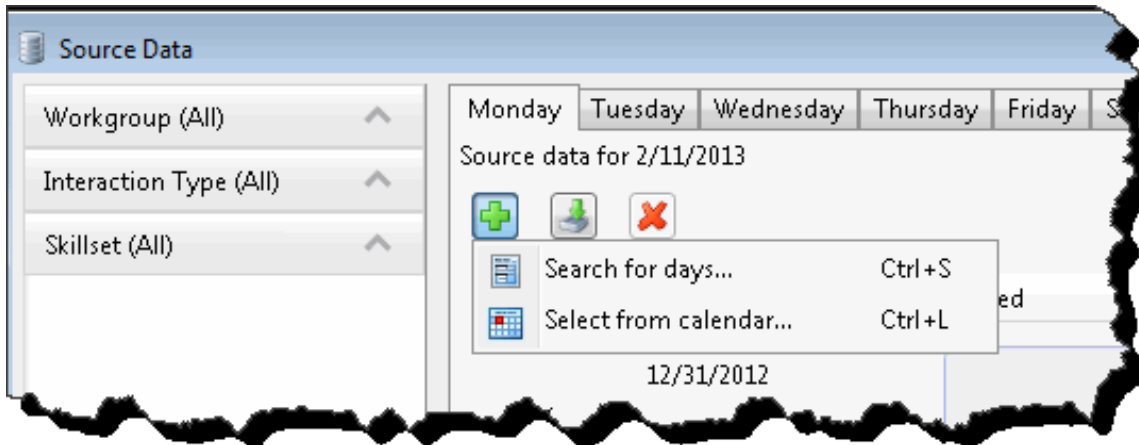 Source Data
Workgroup (All)
Interaction Type (All)
Skillset (All)
Monday Tuesday Wednesday Thursday Friday S
Source data for 2/11/2013
Search for days... Ctrl+S
Select from calendar... Ctrl+L
ed
12/31/2012